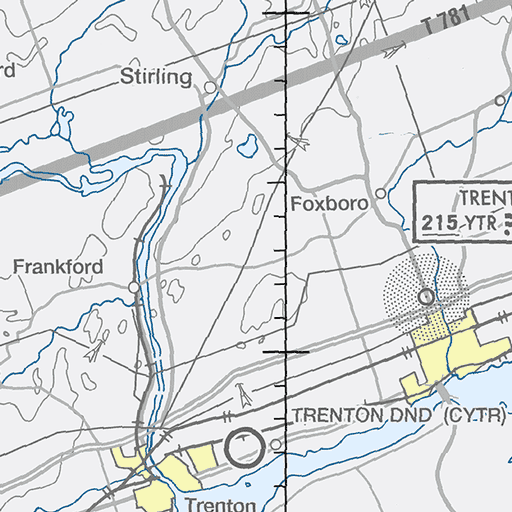 T 781
rd
Stirling
TRENT
Foxboro
215 YTR
Frankford
TRENTON DND (CYTR)
Trenton